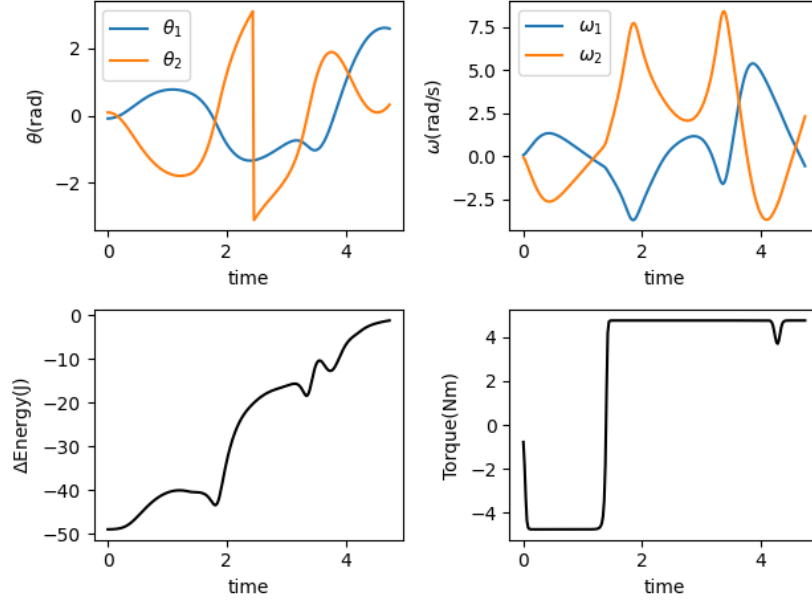 θ(rad)
2
0
−2
θ₁
θ₂
0
2
4
time
ω(rad/s)
7.5
5.0
2.5
0.0
−2.5
ω₁
ω₂
0
2
4
time
ΔEnergy(J)
0
−10
−20
−30
−40
−50
0
2
4
time
Torque(Nm)
4
2
0
−2
−4
0
2
4
time